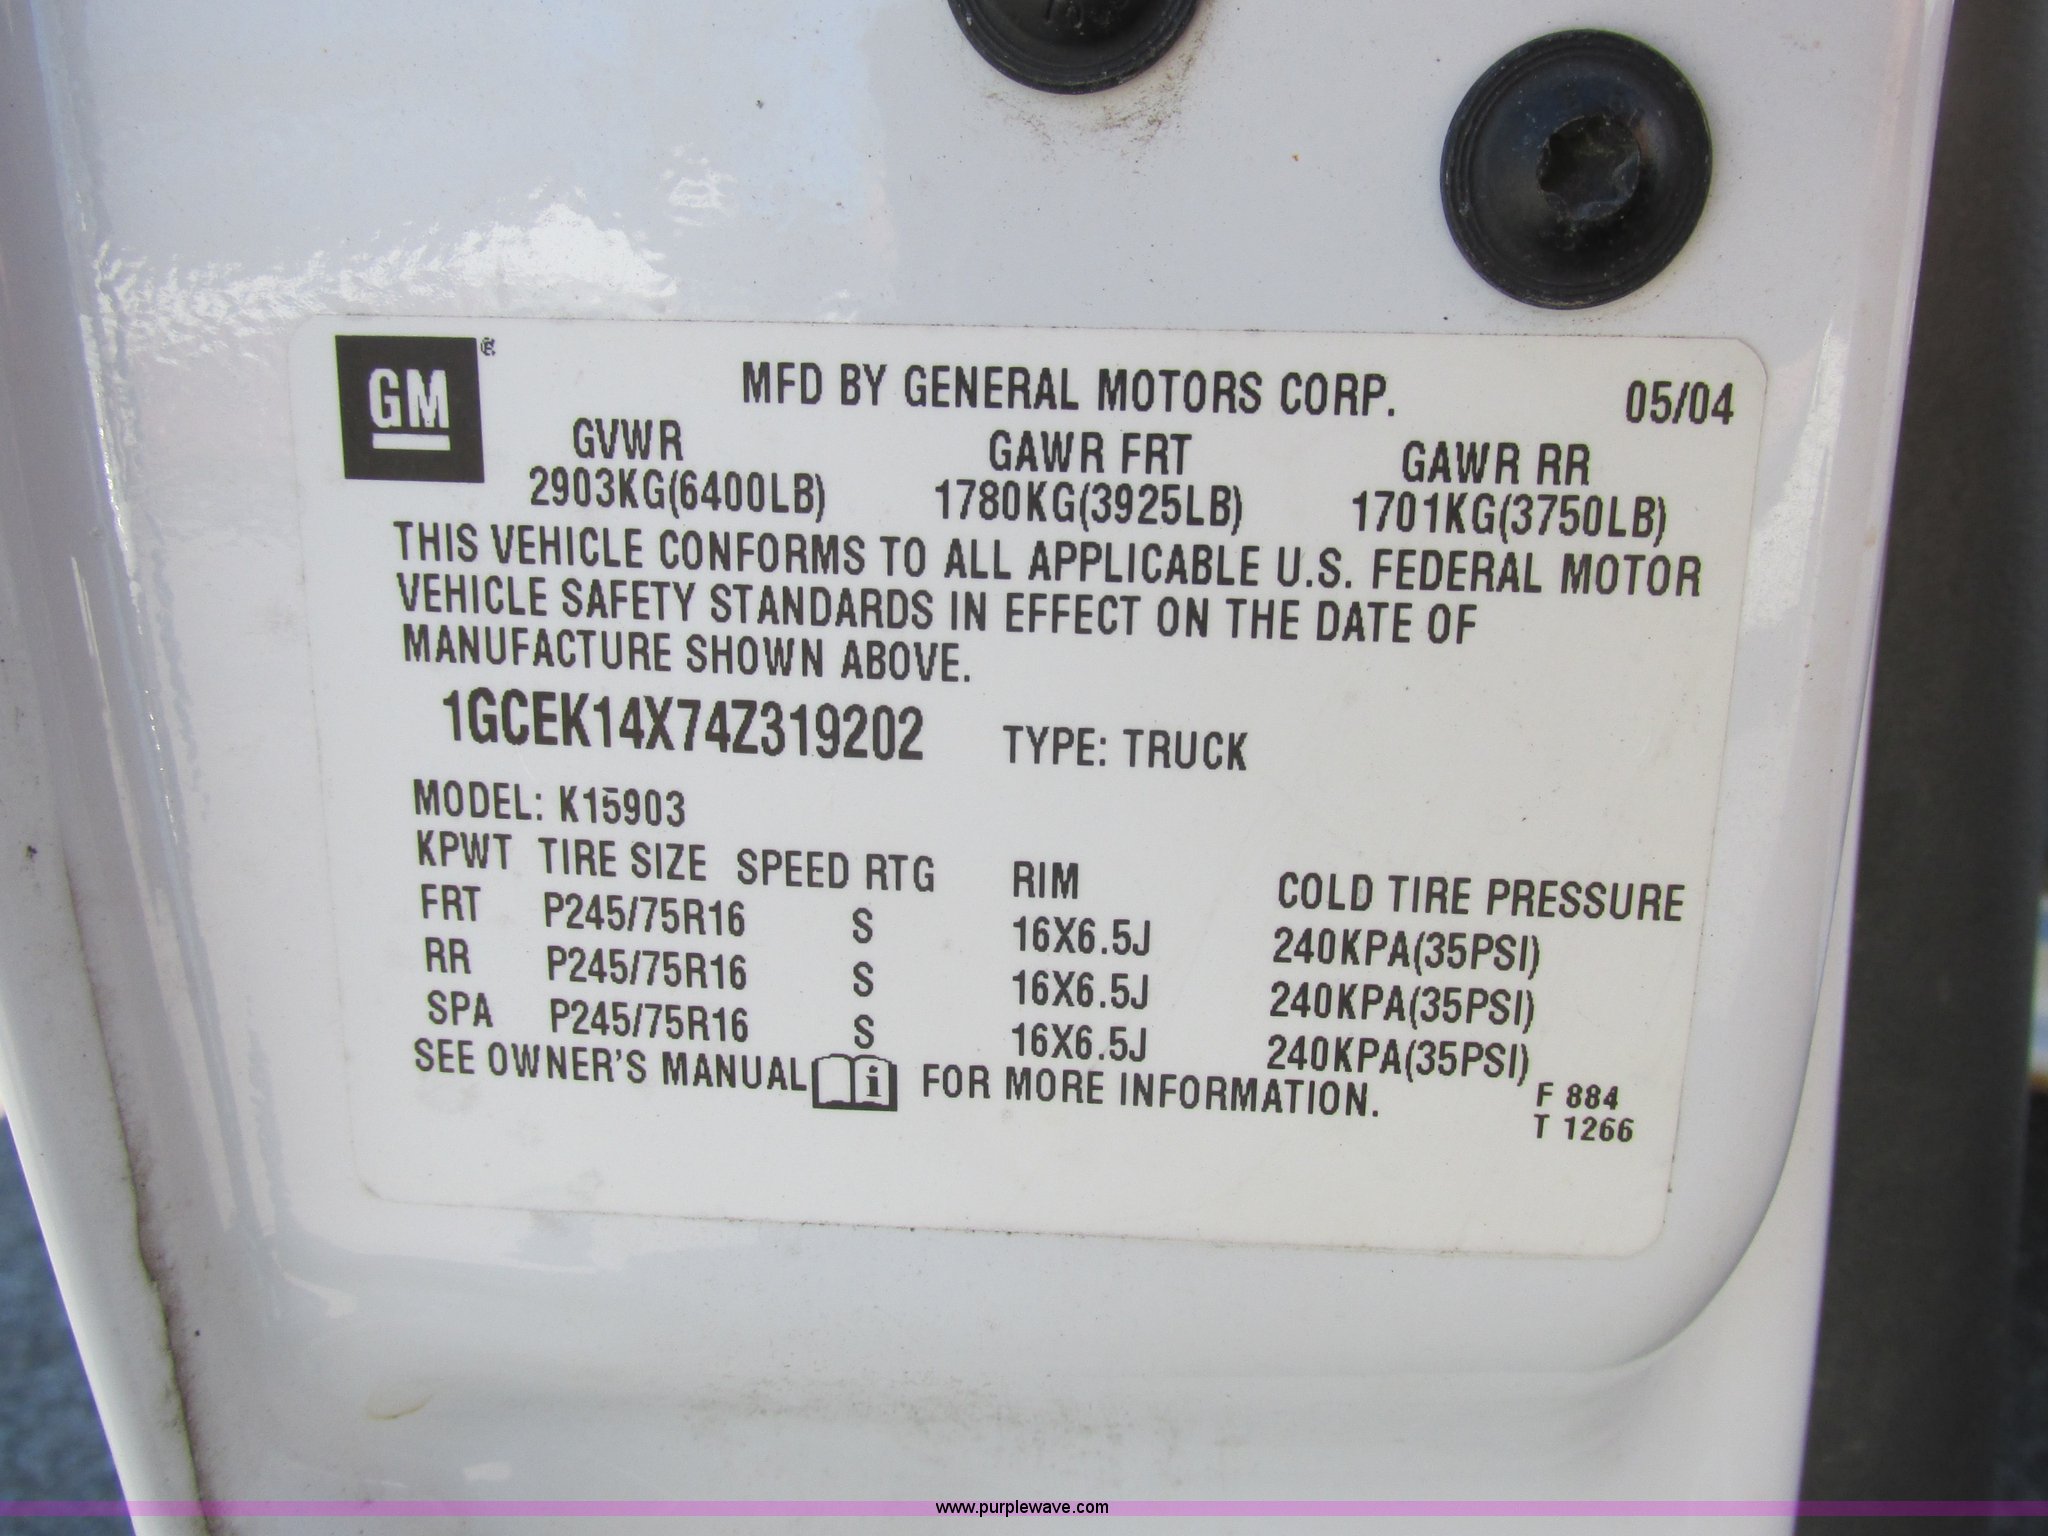 GM®
MFD BY GENERAL MOTORS CORP. 05/04
GVWR GAWR FRT GAWR RR
2903KG(6400LB) 1780KG(3925LB) 1701KG(3750LB)
THIS VEHICLE CONFORMS TO ALL APPLICABLE U.S. FEDERAL MOTOR
VEHICLE SAFETY STANDARDS IN EFFECT ON THE DATE OF
MANUFACTURE SHOWN ABOVE.
1GCEK14X74Z319202 TYPE: TRUCK
MODEL: K15903
KPWT TIRE SIZE SPEED RTG RIM COLD TIRE PRESSURE
FRT P245/75R16 S 16X6.5J 240KPA(35PSI)
RR P245/75R16 S 16X6.5J 240KPA(35PSI)
SPA P245/75R16 S 16X6.5J 240KPA(35PSI)
SEE OWNER'S MANUAL i FOR MORE INFORMATION.
F 884
T 1266
www.purplewave.com